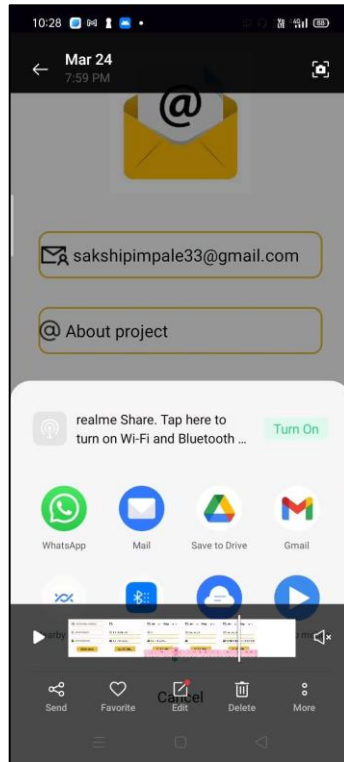 10:28
88
Mar 24
7:59 PM
@
sakshipimpale33@gmail.com
@ About project
realme Share. Tap here to
turn on Wi-Fi and Bluetooth ...
Turn On
WhatsApp
Mail
Save to Drive
Gmail
Cancel
Send
Favorite
Edit
Delete
More